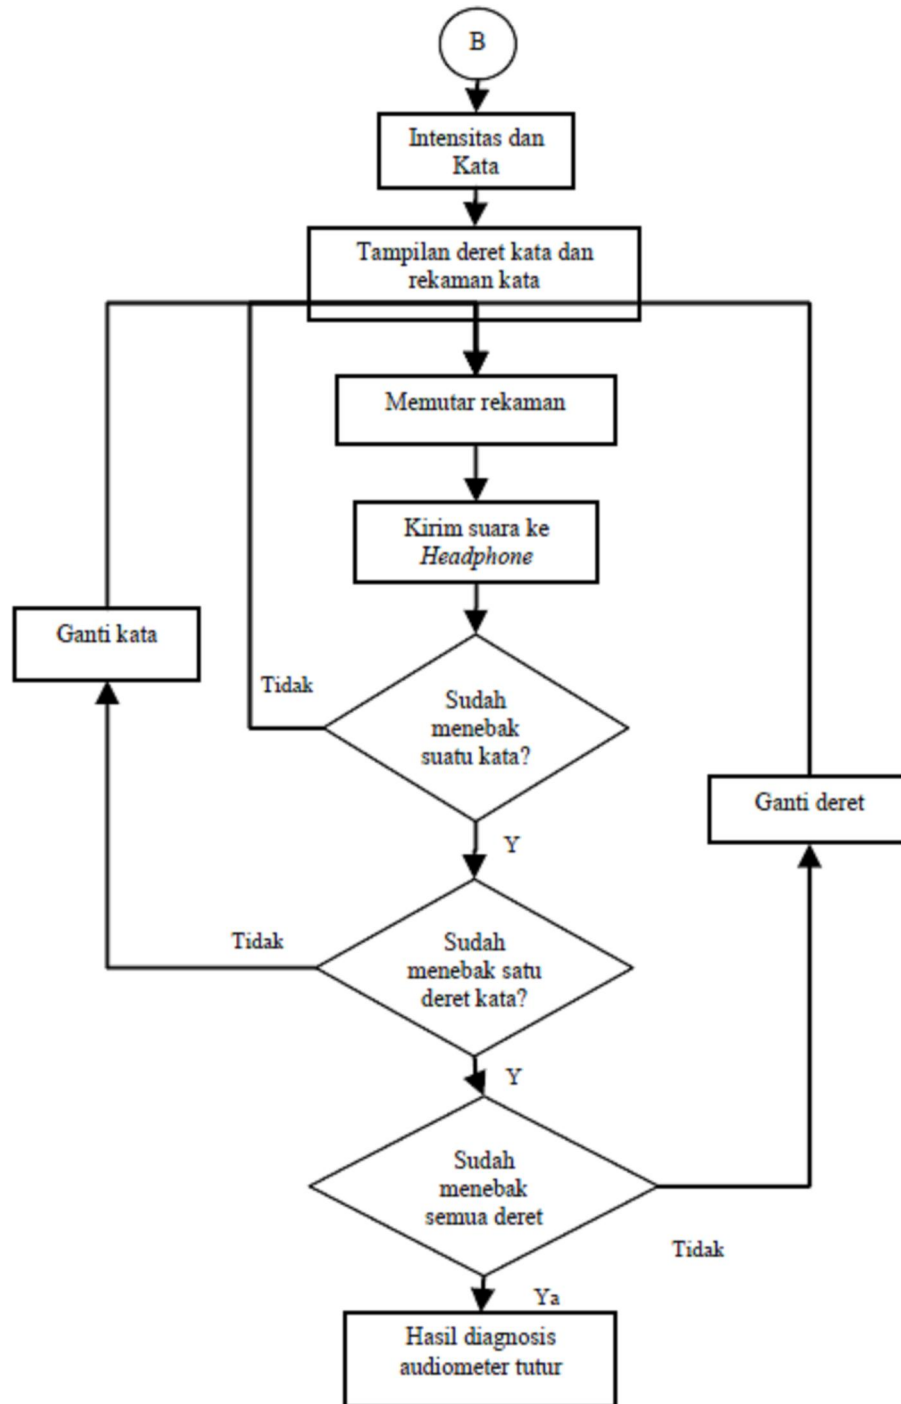 B
Intensitas dan
Kata
Tampilan deret kata dan
rekaman kata
Memutar rekaman
Kirim suara ke
Headphone
Ganti kata
Tidak
Sudah
menebak
suatu kata?
Ganti deret
Y
Tidak
Sudah
menebak satu
deret kata?
Y
Sudah
menebak
semua deret
Tidak
Ya
Hasil diagnosis
audiometer tutur